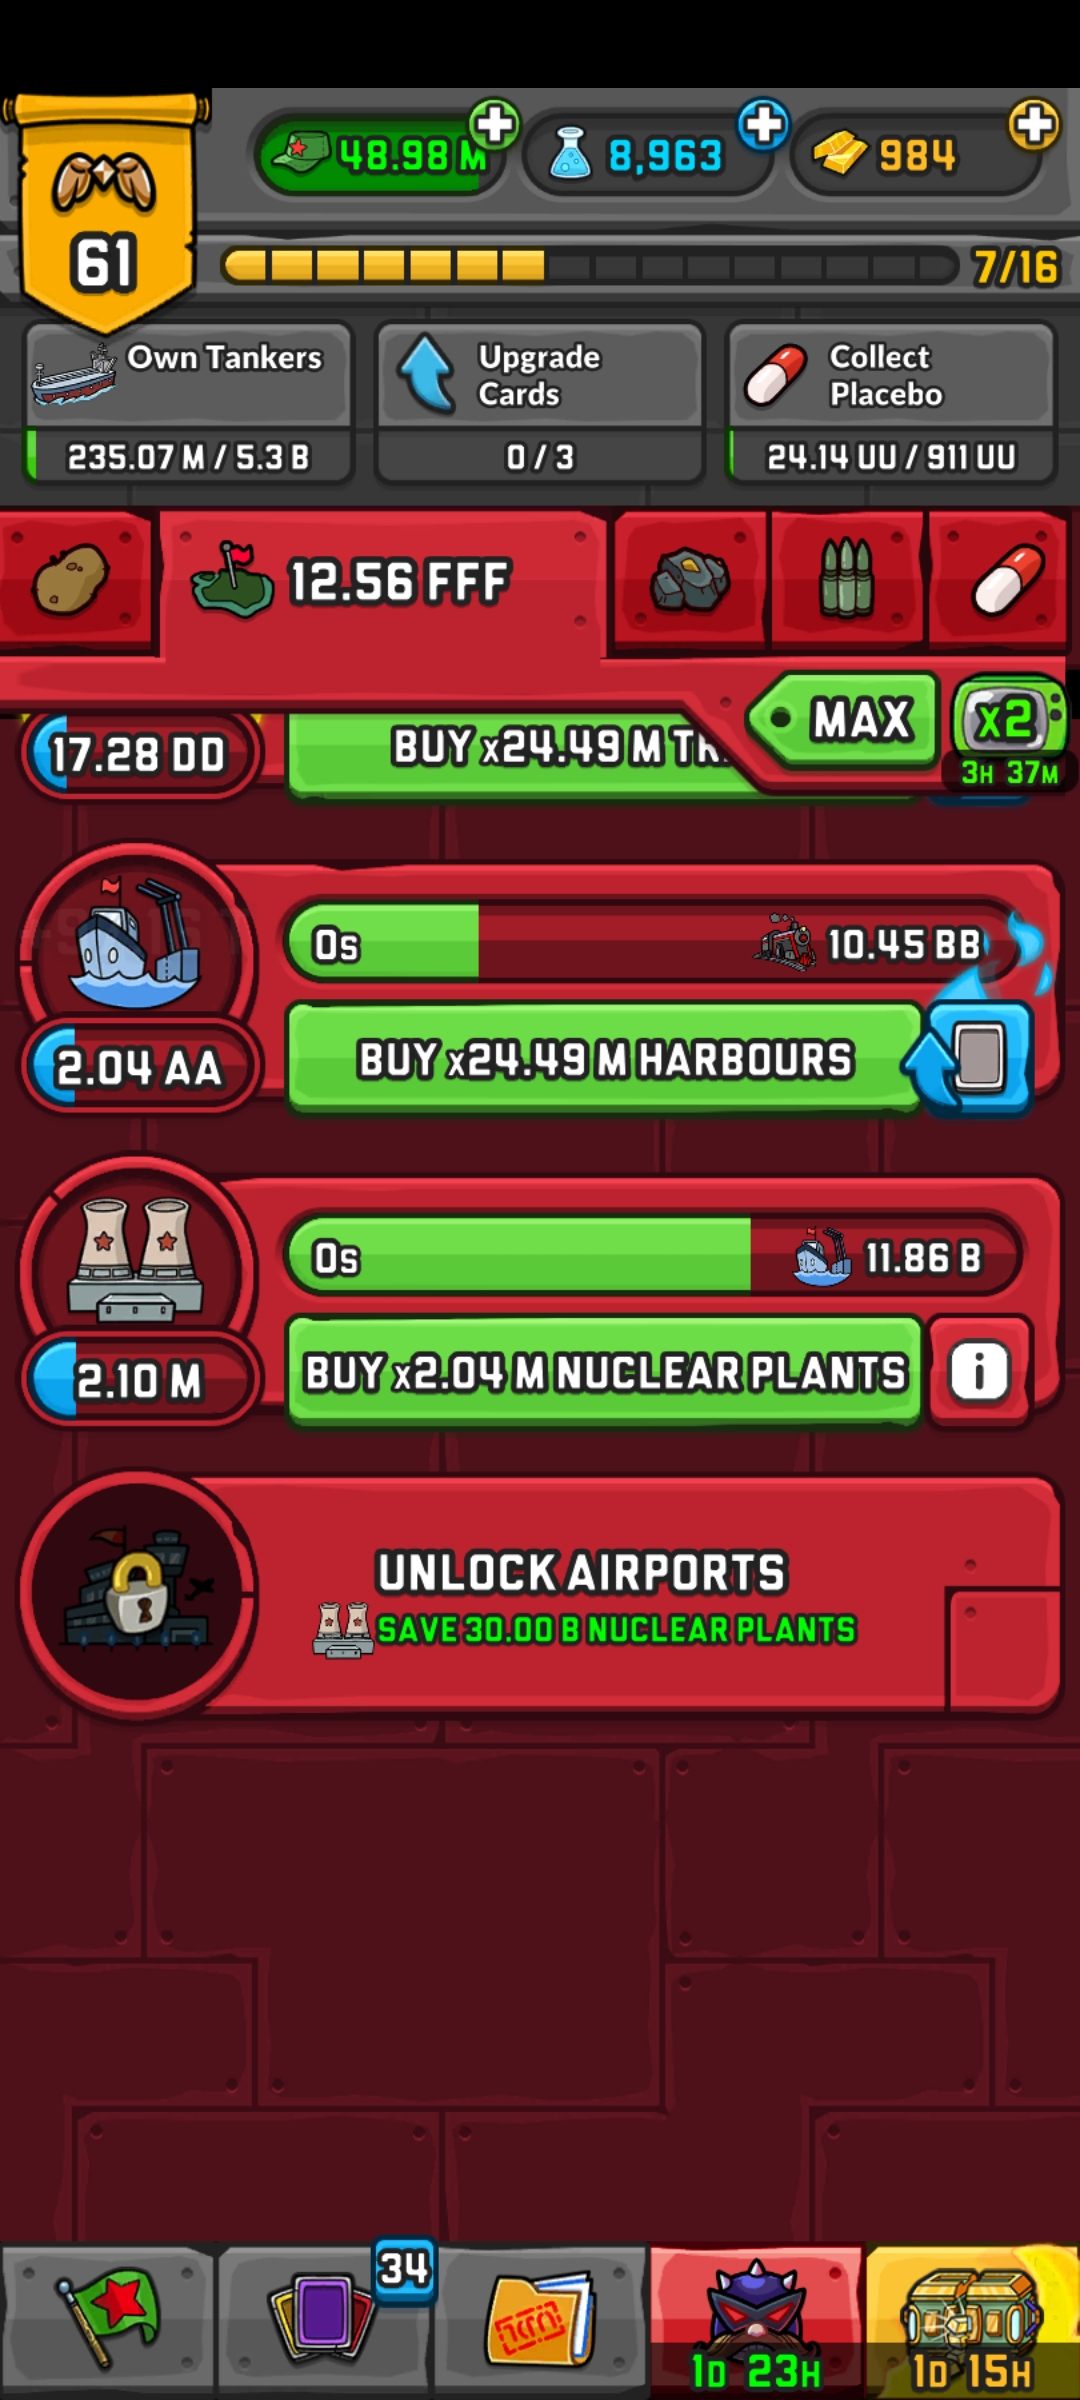 48.98 M
8,963
984
61
7/16
Own Tankers
235.07 M / 5.3 B
Upgrade
Cards
0 / 3
Collect
Placebo
24.14 UU / 911 UU
12.56 FFF
MAX
x2
3H 37M
17.28 DD
BUY x24.49 M
0s
10.45 BB
2.04 AA
BUY x24.49 M HARBOURS
0s
11.86 B
2.10 M
BUY x2.04 M NUCLEAR PLANTS
i
UNLOCK AIRPORTS
SAVE 30.00 B NUCLEAR PLANTS
34
1D 23H
1D 15H